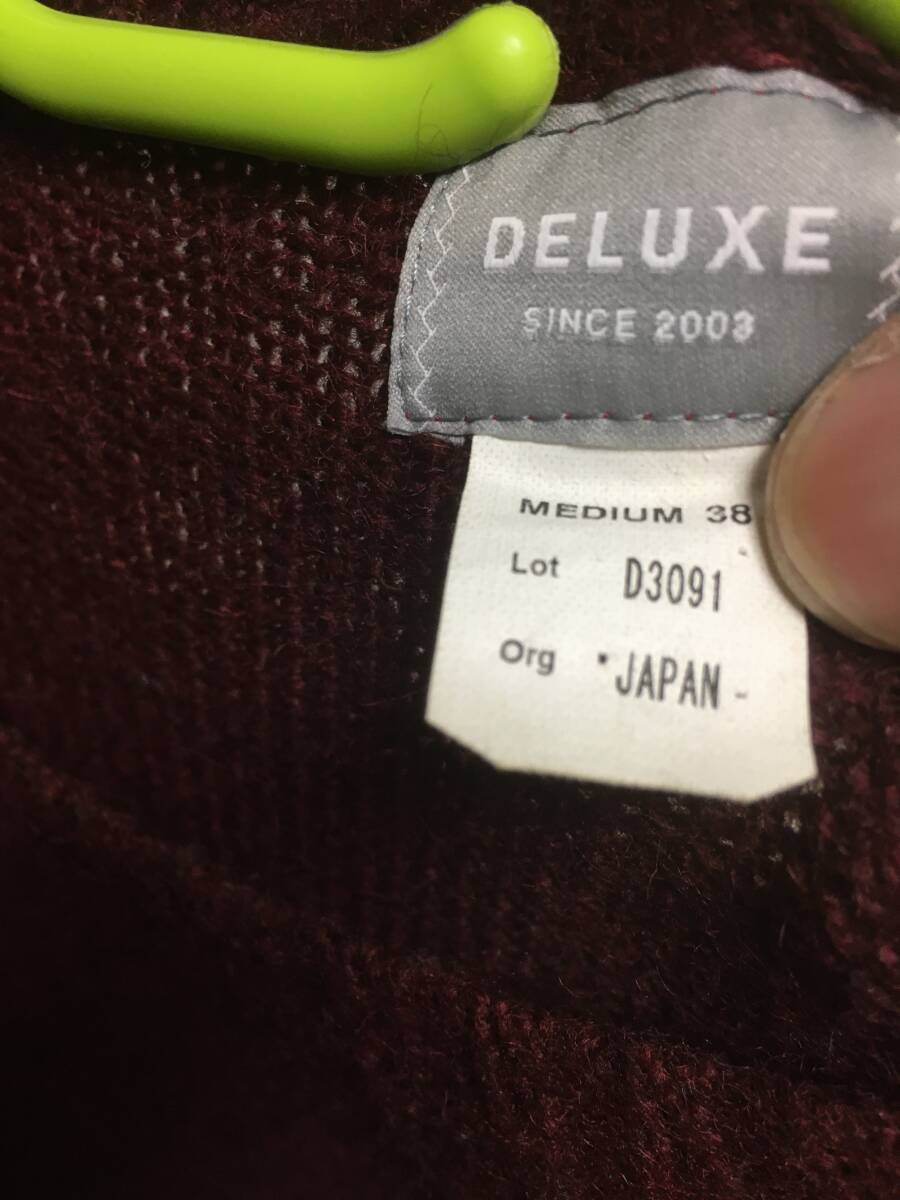 DELUXE
SINCE 2003
MEDIUM 38
Lot D3091
Org JAPAN